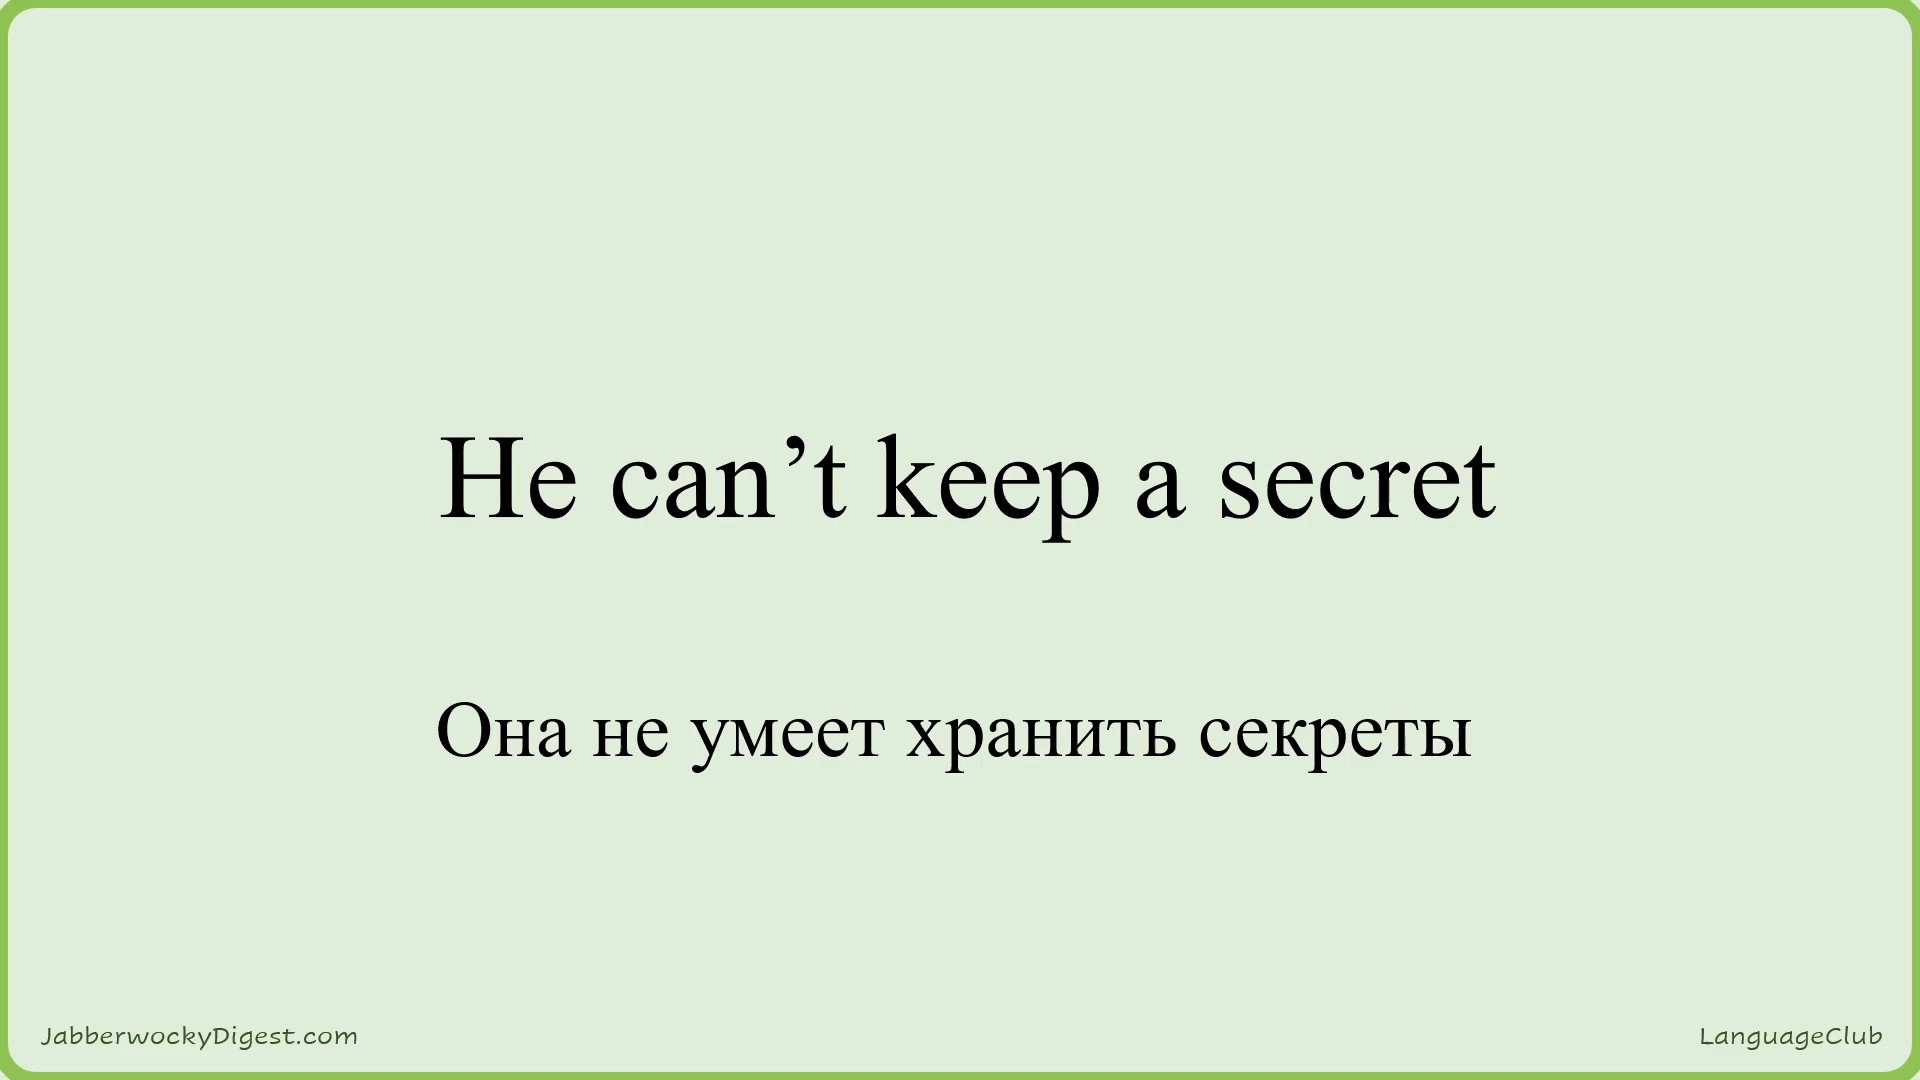 He can’t keep a secret
Она не умеет хранить секреты
JabberwockyDigest.com
LanguageClub